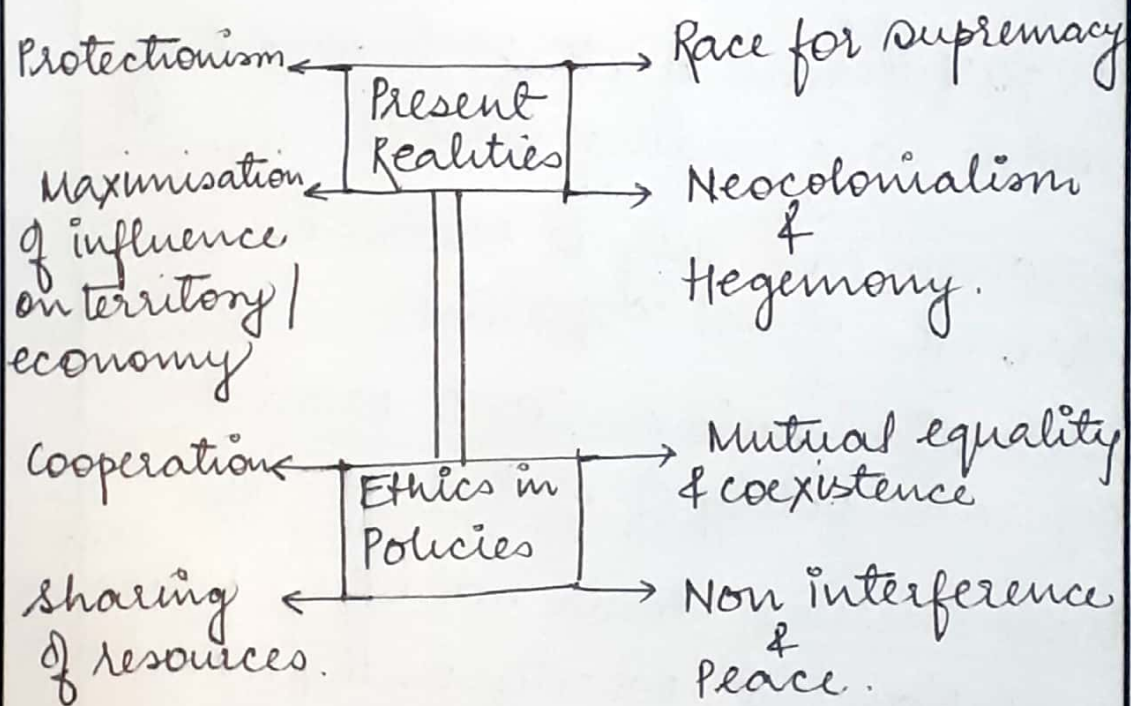 Protectionism
Race for supremacy
Present
Realities
Maximisation
of influence
on territory /
economy
Neocolonialism
&
Hegemony.
Cooperation
Mutual equality
& coexistence
Ethics in
Policies
Sharing
of resources.
Non interference
&
Peace.